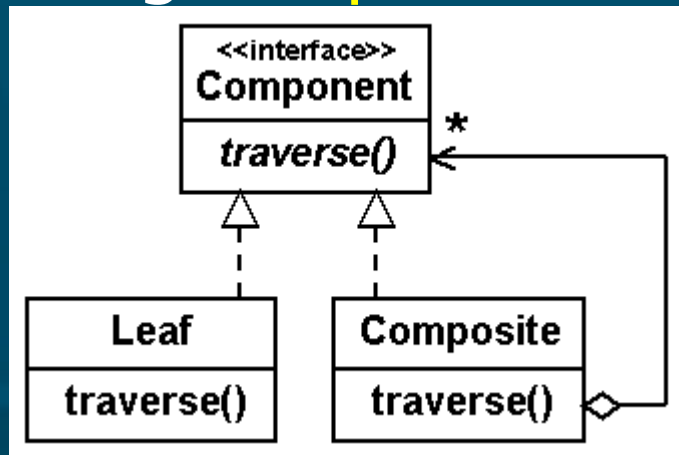 <<interface>>
Component
traverse()
*
Leaf
traverse()
Composite
traverse()